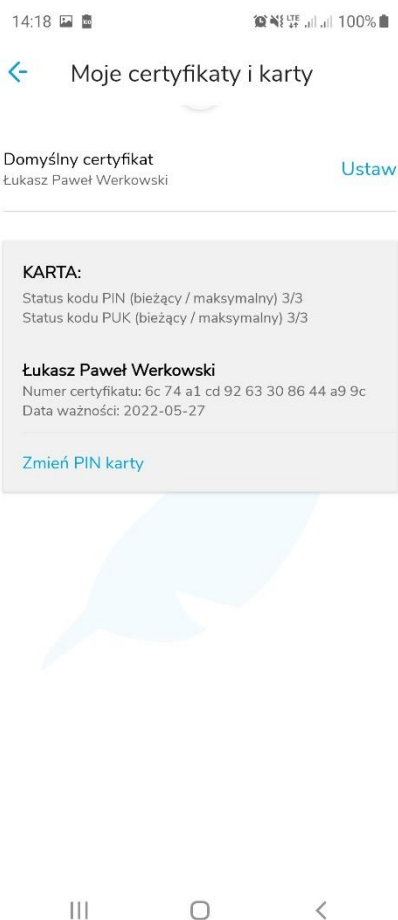 14:18 LTE 100%
Moje certyfikaty i karty
Domyślny certyfikat
Łukasz Paweł Werkowski
Ustaw
KARTA:
Status kodu PIN (bieżący / maksymalny) 3/3
Status kodu PUK (bieżący / maksymalny) 3/3
Łukasz Paweł Werkowski
Numer certyfikatu: 6c 74 a1 cd 92 63 30 86 44 a9 9c
Data ważności: 2022-05-27
Zmień PIN karty